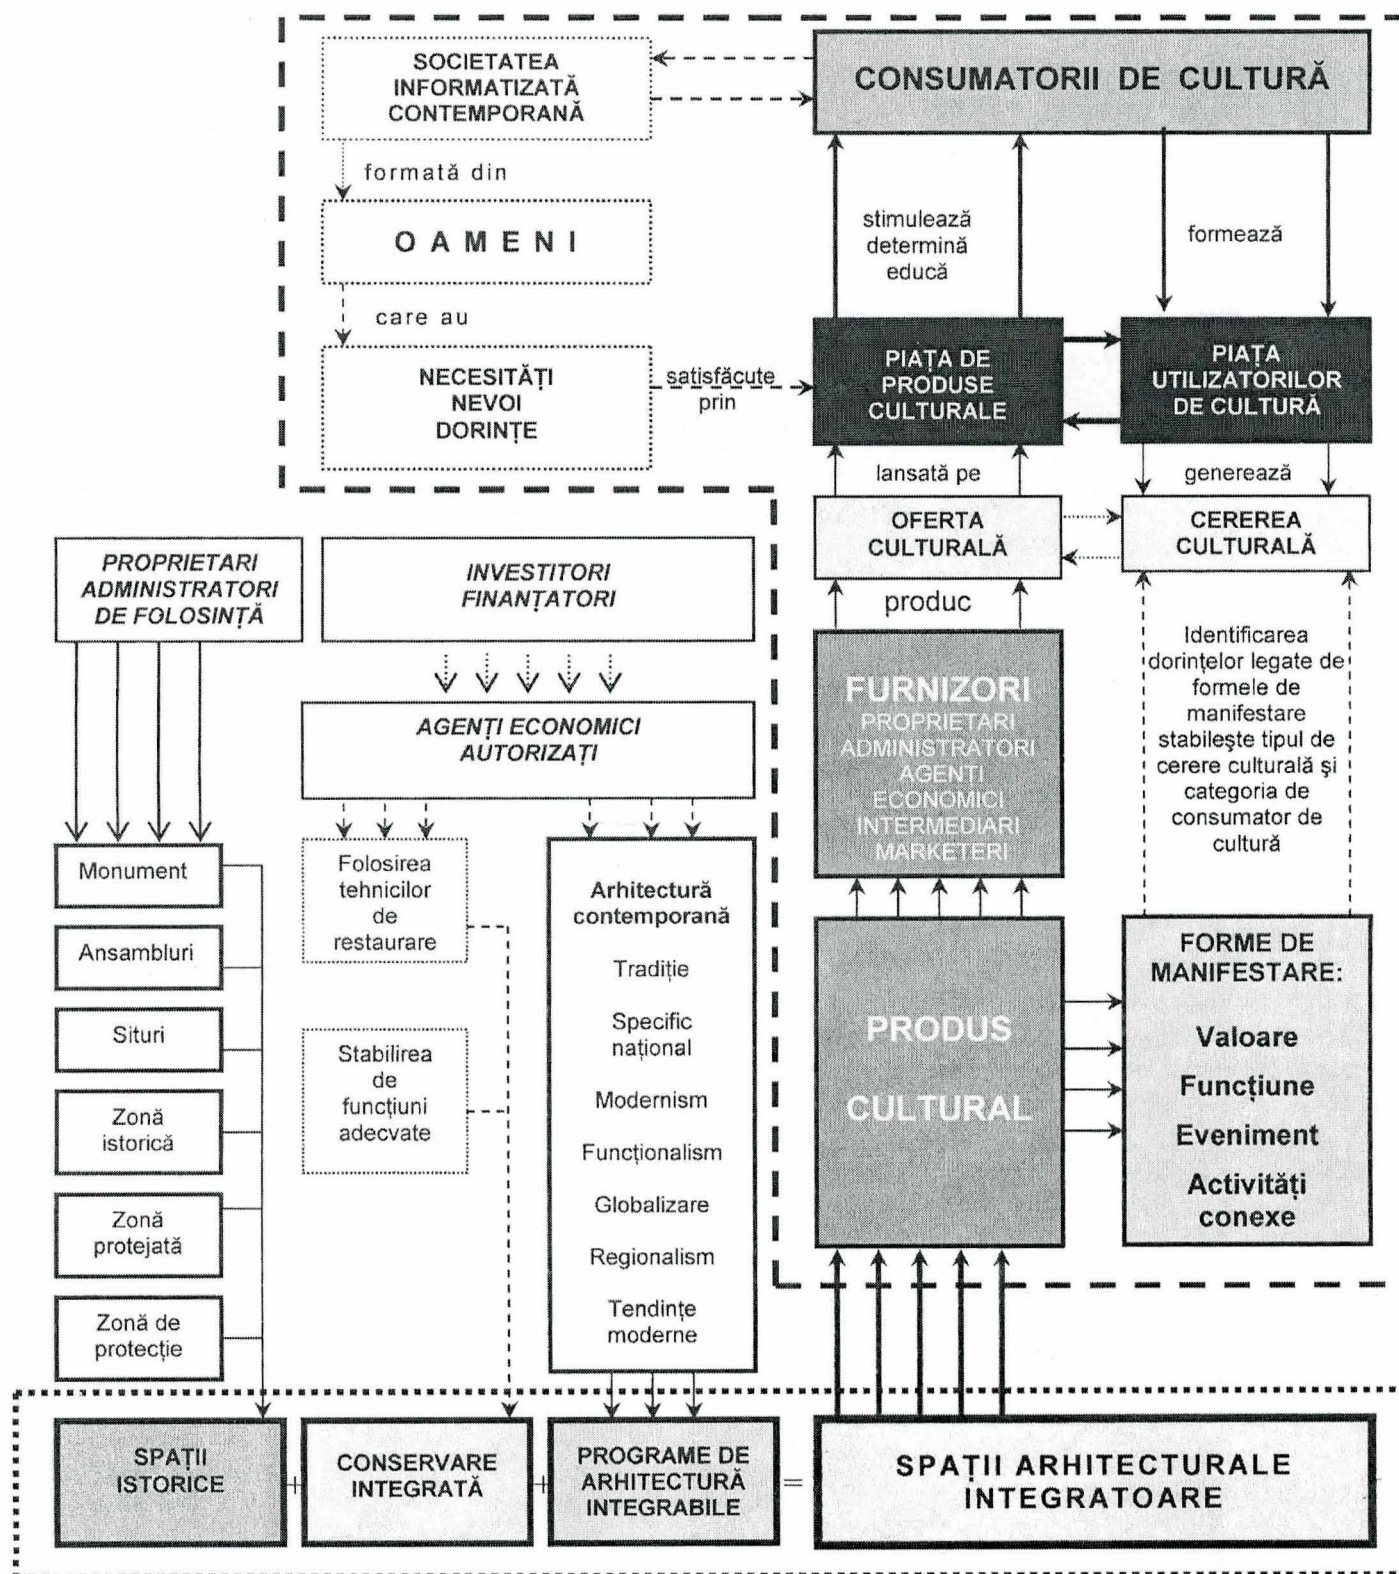 SOCIETATEA
INFORMATIZATĂ
CONTEMPORANĂ
CONSUMATORII DE CULTURĂ
formată din
OAMENI
care au
NECESITĂȚI
NEVOI
DORINȚE
satisfăcute
prin
stimulează
determină
educă
formează
PIAȚA DE
PRODUSE
CULTURALE
PIAȚA
UTILIZATORILOR
DE CULTURĂ
lansată pe
generează
OFERTA
CULTURALĂ
CEREREA
CULTURALĂ
produc
FURNIZORI
PROPRIETARI
ADMINISTRATORI
AGENTI
ECONOMICI
INTERMEDIARI
MARKETERI
Identificarea
dorințelor legate de
formele de
manifestare
stabileşte tipul de
cerere culturală şi
categoria de
consumator de
cultură
PRODUS
CULTURAL
FORME DE
MANIFESTARE:
Valoare
Funcțiune
Eveniment
Activități
conexe
PROPRIETARI
ADMINISTRATORI
DE FOLOSINȚĂ
INVESTITORI
FINANȚATORI
AGENȚI ECONOMICI
AUTORIZAȚI
Monument
Ansambluri
Situri
Zonă
istorică
Zonă
protejată
Zonă de
protecție
Folosirea
tehnicilor
de
restaurare
Stabilirea
de
funcțiuni
adecvate
Arhitectură
contemporană
Tradiție
Specific
național
Modernism
Funcționalism
Globalizare
Regionalism
Tendințe
moderne
SPAȚII
ISTORICE
+
CONSERVARE
INTEGRATĂ
+
PROGRAME DE
ARHITECTURĂ
INTEGRABILE
=
SPAȚII ARHITECTURALE
INTEGRATOARE